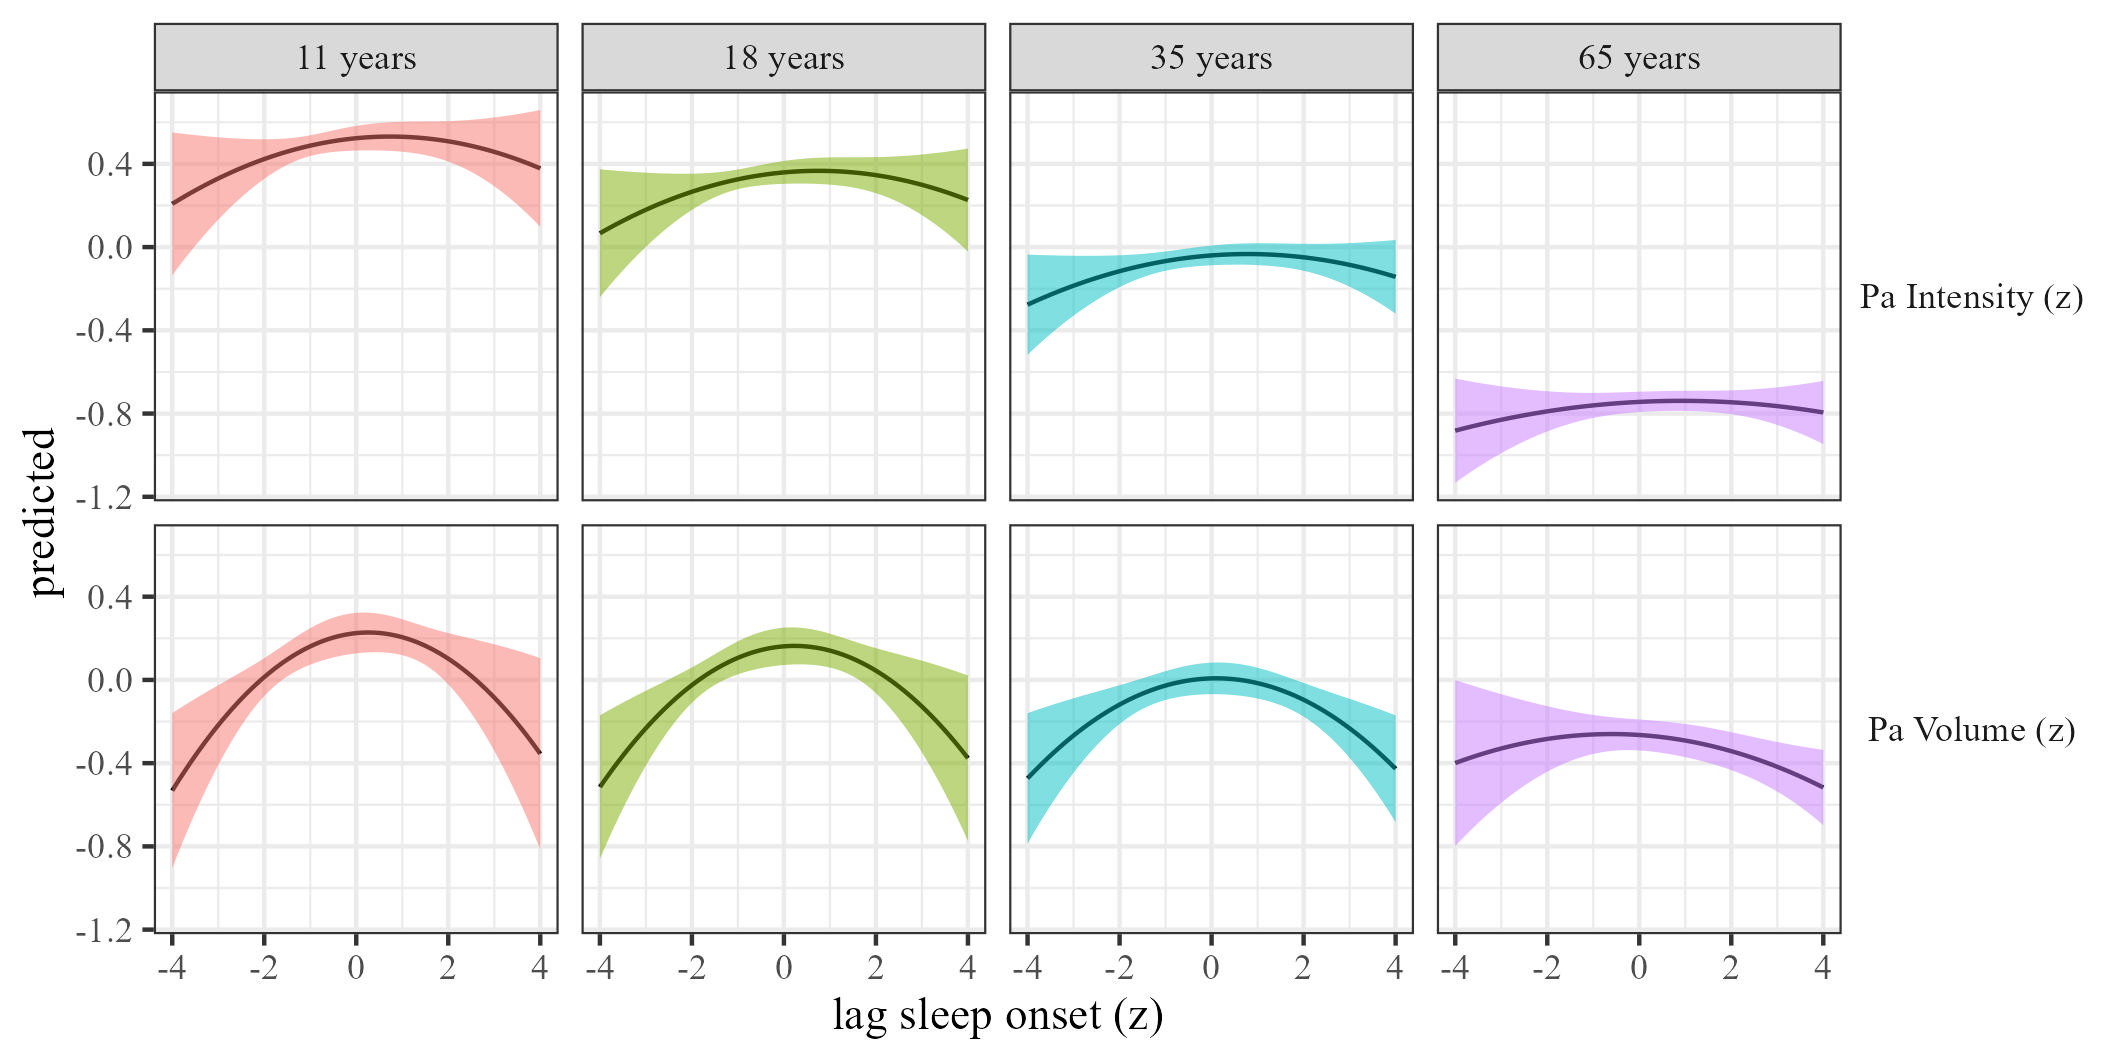 11 years 18 years 35 years 65 years
0.4
0.0
-0.4
-0.8
-1.2
Pa Intensity (z)
predicted
0.4
0.0
-0.4
-0.8
-1.2
Pa Volume (z)
-4 -2 0 2 4 -4 -2 0 2 4 -4 -2 0 2 4 -4 -2 0 2 4
lag sleep onset (z)